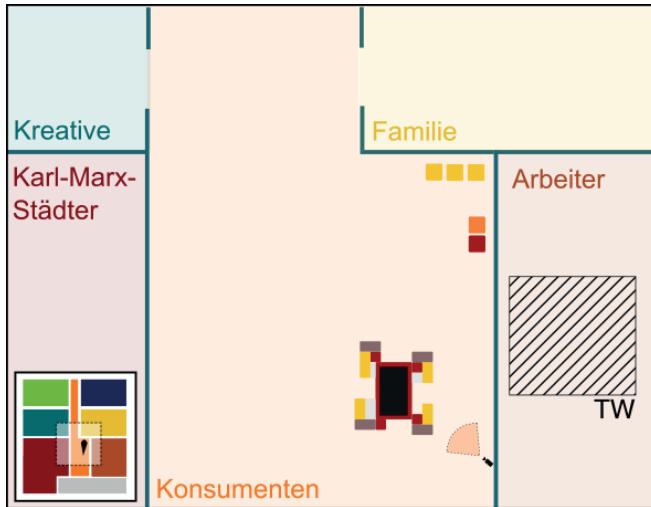 Kreative
Familie
Karl-Marx-
Städter
Arbeiter
TW
Konsumenten